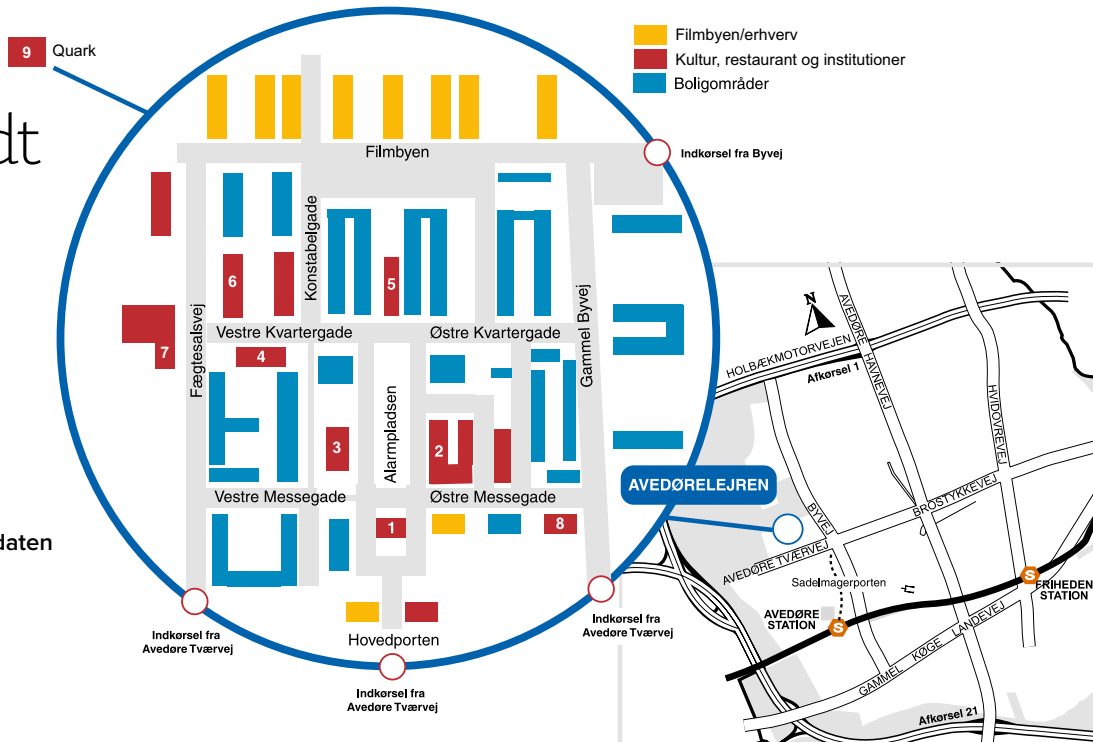 9 Quark
Filmbyen/erhverv
Kultur, restaurant og institutioner
Boligområder
dt
Filmbyen
Indkørsel fra Byvej
Konstabelgade
5
6
Fægtesalsvej
Vestre Kvartergade
Østre Kvartergade
Gammel Byvej
7
4
Alarmpladsen
3
2
Vestre Messegade
Østre Messegade
1
8
daten
Indkørsel fra
Avedøre Tværvej
Hovedporten
Indkørsel fra
Avedøre Tværvej
Indkørsel fra
Avedøre Tværvej
N
HOLBÆKMOTORVEJEN
Afkørsel 1
AVEDØRE HAVNEVEJ
HVIDOVREVEJ
AVEDØRELEJREN
BROSTYKKEVEJ
BYVEJ
AVEDØRE TVÆRVEJ
Sadelmagerporten
S
FRIHEDEN
STATION
AVEDØRE
STATION
S
GAMMEL KØGE LANDEVEJ
Afkørsel 21